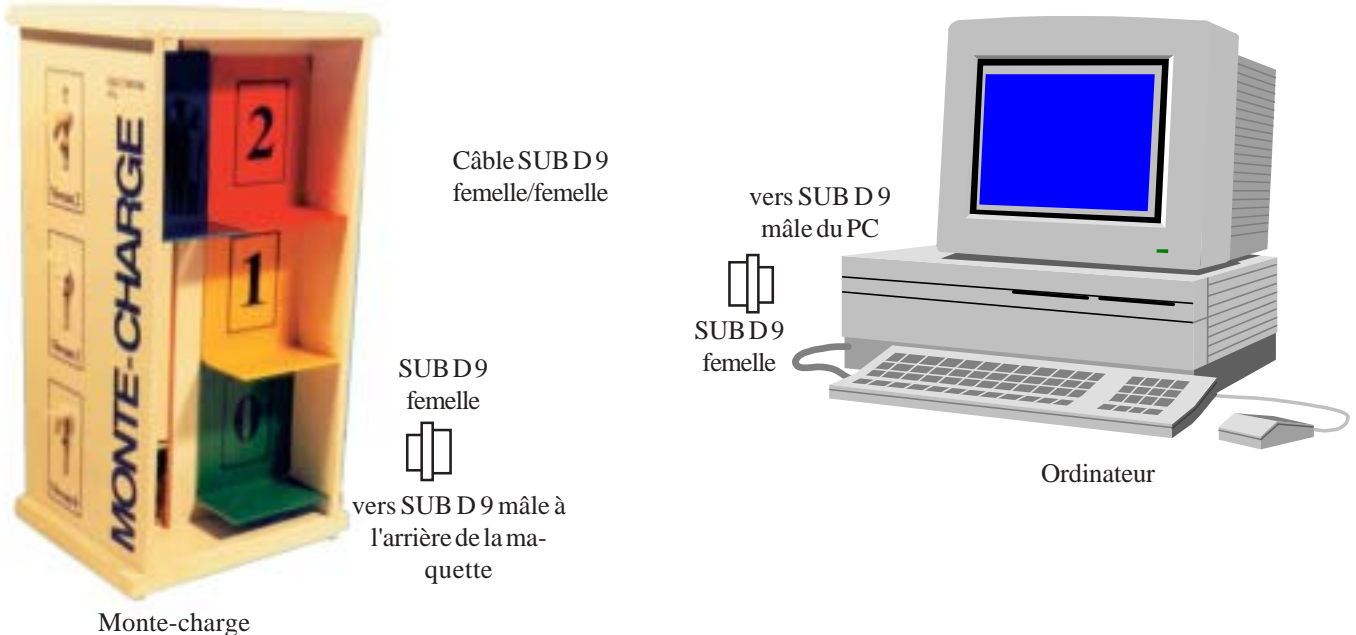 2
1
0
MONTE-CHARGE
Câble SUB D 9
femelle/femelle
vers SUB D 9
mâle du PC
SUB D 9
femelle
SUB D 9
femelle
vers SUB D 9 mâle à
l'arrière de la ma-
quette
Ordinateur
Monte-charge